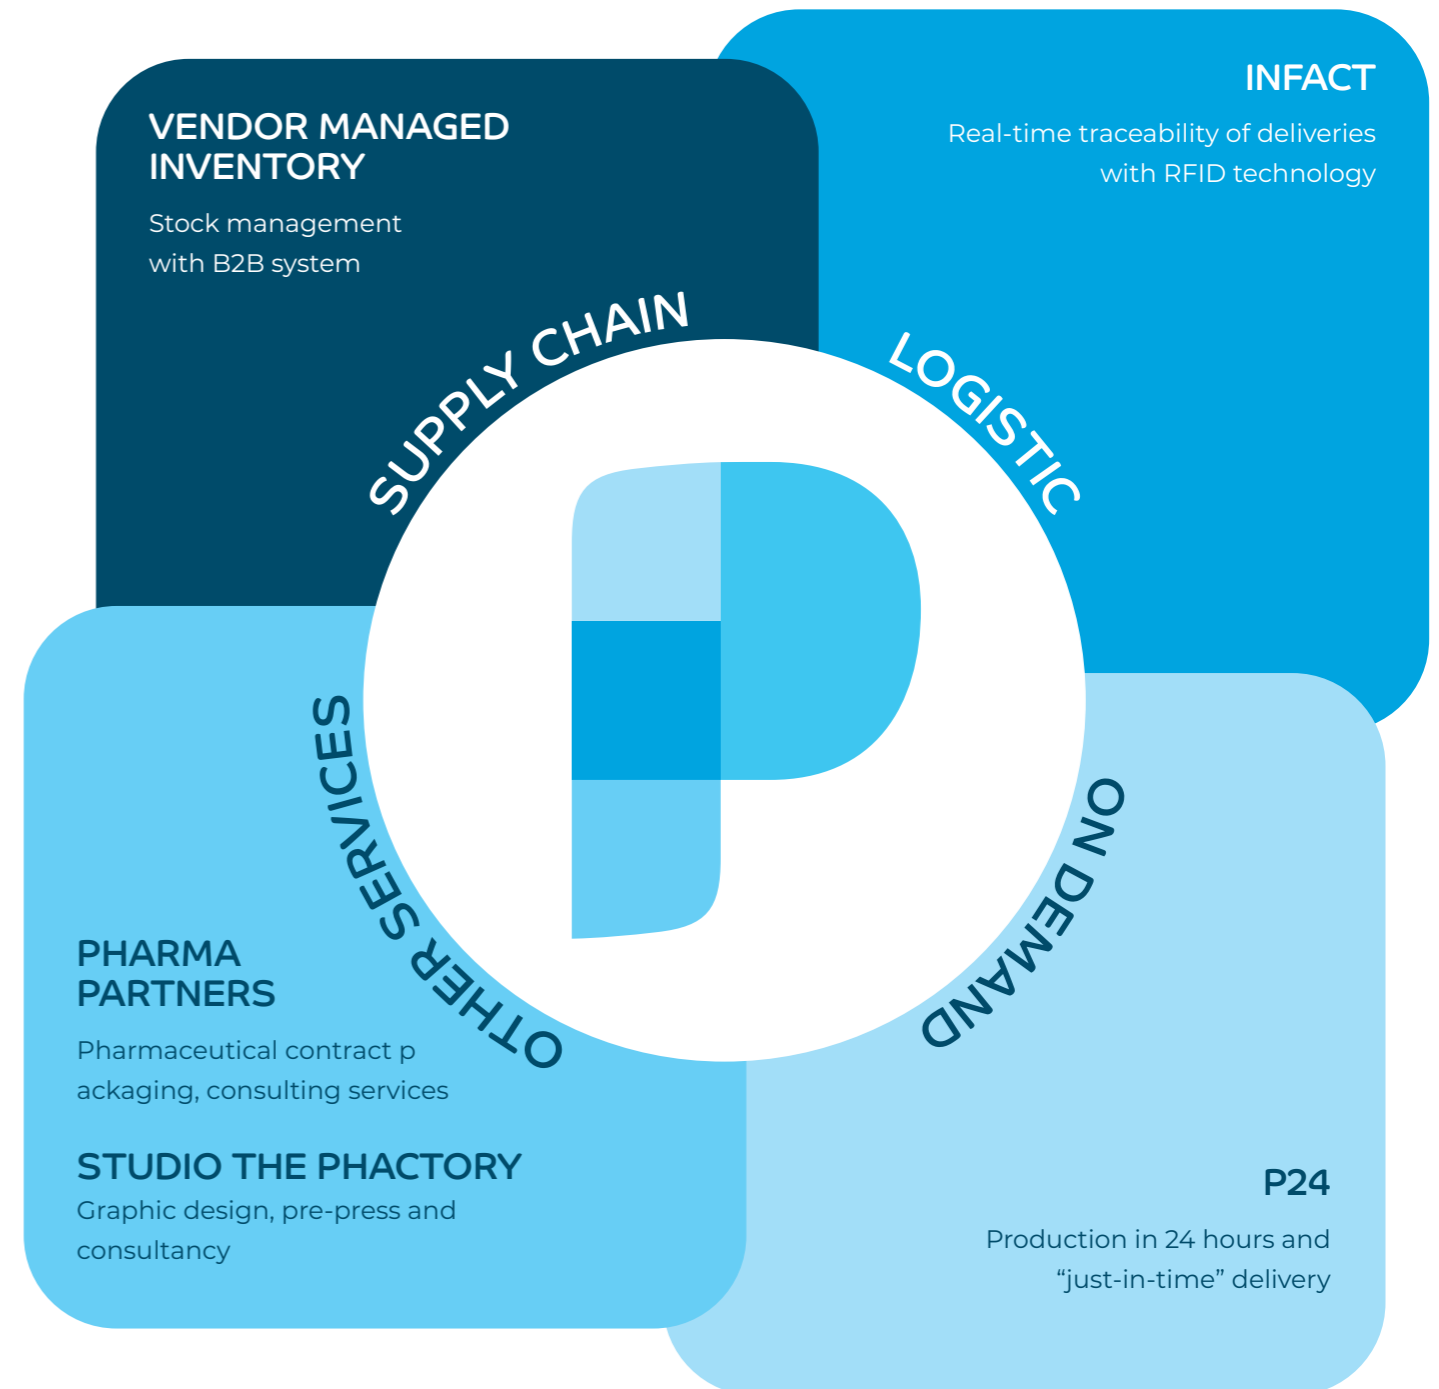 VENDOR MANAGED
INVENTORY
Stock management
with B2B system
SUPPLY CHAIN
INFACT
Real-time traceability of deliveries
with RFID technology
LOGISTIC
OTHER SERVICES
PHARMA
PARTNERS
Pharmaceutical contract p
ackaging, consulting services
STUDIO THE PHACTORY
Graphic design, pre-press and
consultancy
ON DEMAND
P24
Production in 24 hours and
“just-in-time” delivery
P